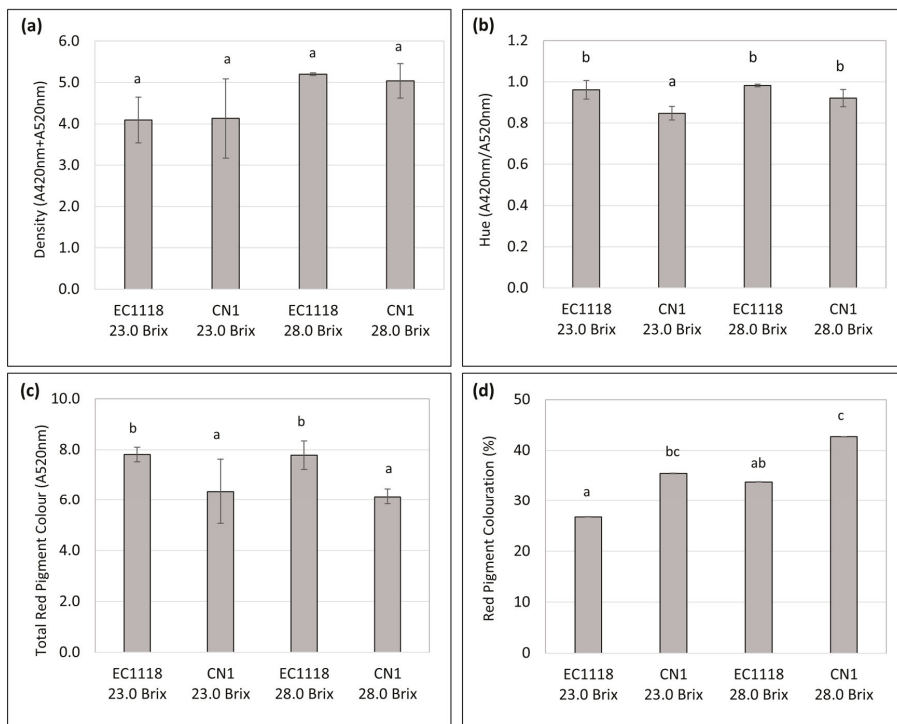 (a)
Density (A420nm+A520nm)
6.0
5.0
4.0
3.0
2.0
1.0
0.0
a
a
a
a
EC1118
23.0 Brix
CN1
23.0 Brix
EC1118
28.0 Brix
CN1
28.0 Brix
(b)
Hue (A420nm/A520nm)
1.2
1.0
0.8
0.6
0.4
0.2
0.0
b
a
b
b
EC1118
23.0 Brix
CN1
23.0 Brix
EC1118
28.0 Brix
CN1
28.0 Brix
(c)
Total Red Pigment Colour (A520nm)
10.0
8.0
6.0
4.0
2.0
0.0
b
a
b
a
EC1118
23.0 Brix
CN1
23.0 Brix
EC1118
28.0 Brix
CN1
28.0 Brix
(d)
Red Pigment Colouration (%)
50
40
30
20
10
0
a
bc
ab
c
EC1118
23.0 Brix
CN1
23.0 Brix
EC1118
28.0 Brix
CN1
28.0 Brix